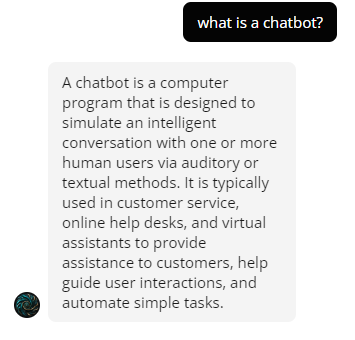 what is a chatbot?
A chatbot is a computer
program that is designed to
simulate an intelligent
conversation with one or more
human users via auditory or
textual methods. It is typically
used in customer service,
online help desks, and virtual
assistants to provide
assistance to customers, help
guide user interactions, and
automate simple tasks.